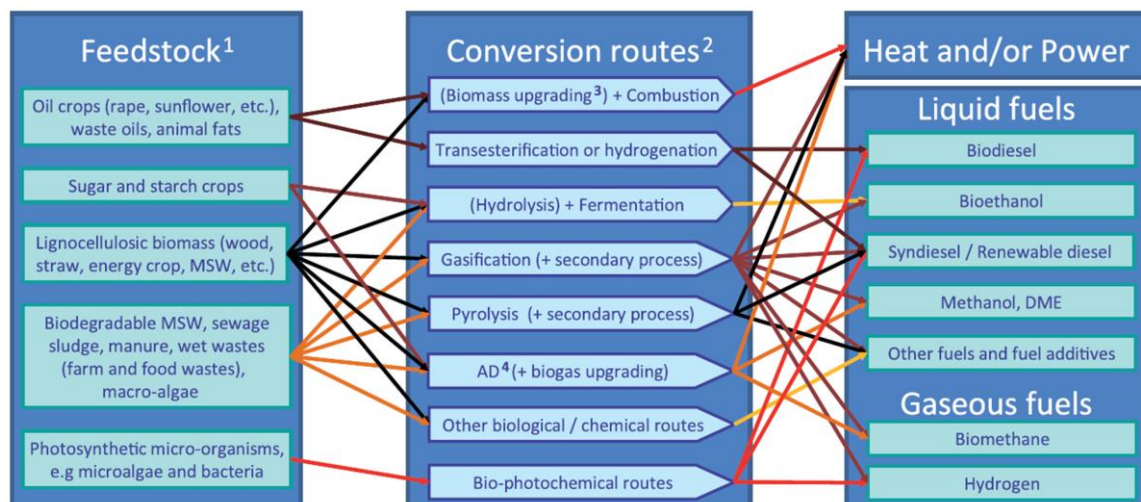 Feedstock¹
Oil crops (rape, sunflower, etc.),
waste oils, animal fats
Sugar and starch crops
Lignocellulosic biomass (wood,
straw, energy crop, MSW, etc.)
Biodegradable MSW, sewage
sludge, manure, wet wastes
(farm and food wastes),
macro-algae
Photosynthetic micro-organisms,
e.g microalgae and bacteria
Conversion routes²
(Biomass upgrading³) + Combustion
Transesterification or hydrogenation
(Hydrolysis) + Fermentation
Gasification (+ secondary process)
Pyrolysis (+ secondary process)
AD⁴ (+ biogas upgrading)
Other biological / chemical routes
Bio-photochemical routes
Heat and/or Power
Liquid fuels
Biodiesel
Bioethanol
Syndiesel / Renewable diesel
Methanol, DME
Other fuels and fuel additives
Gaseous fuels
Biomethane
Hydrogen